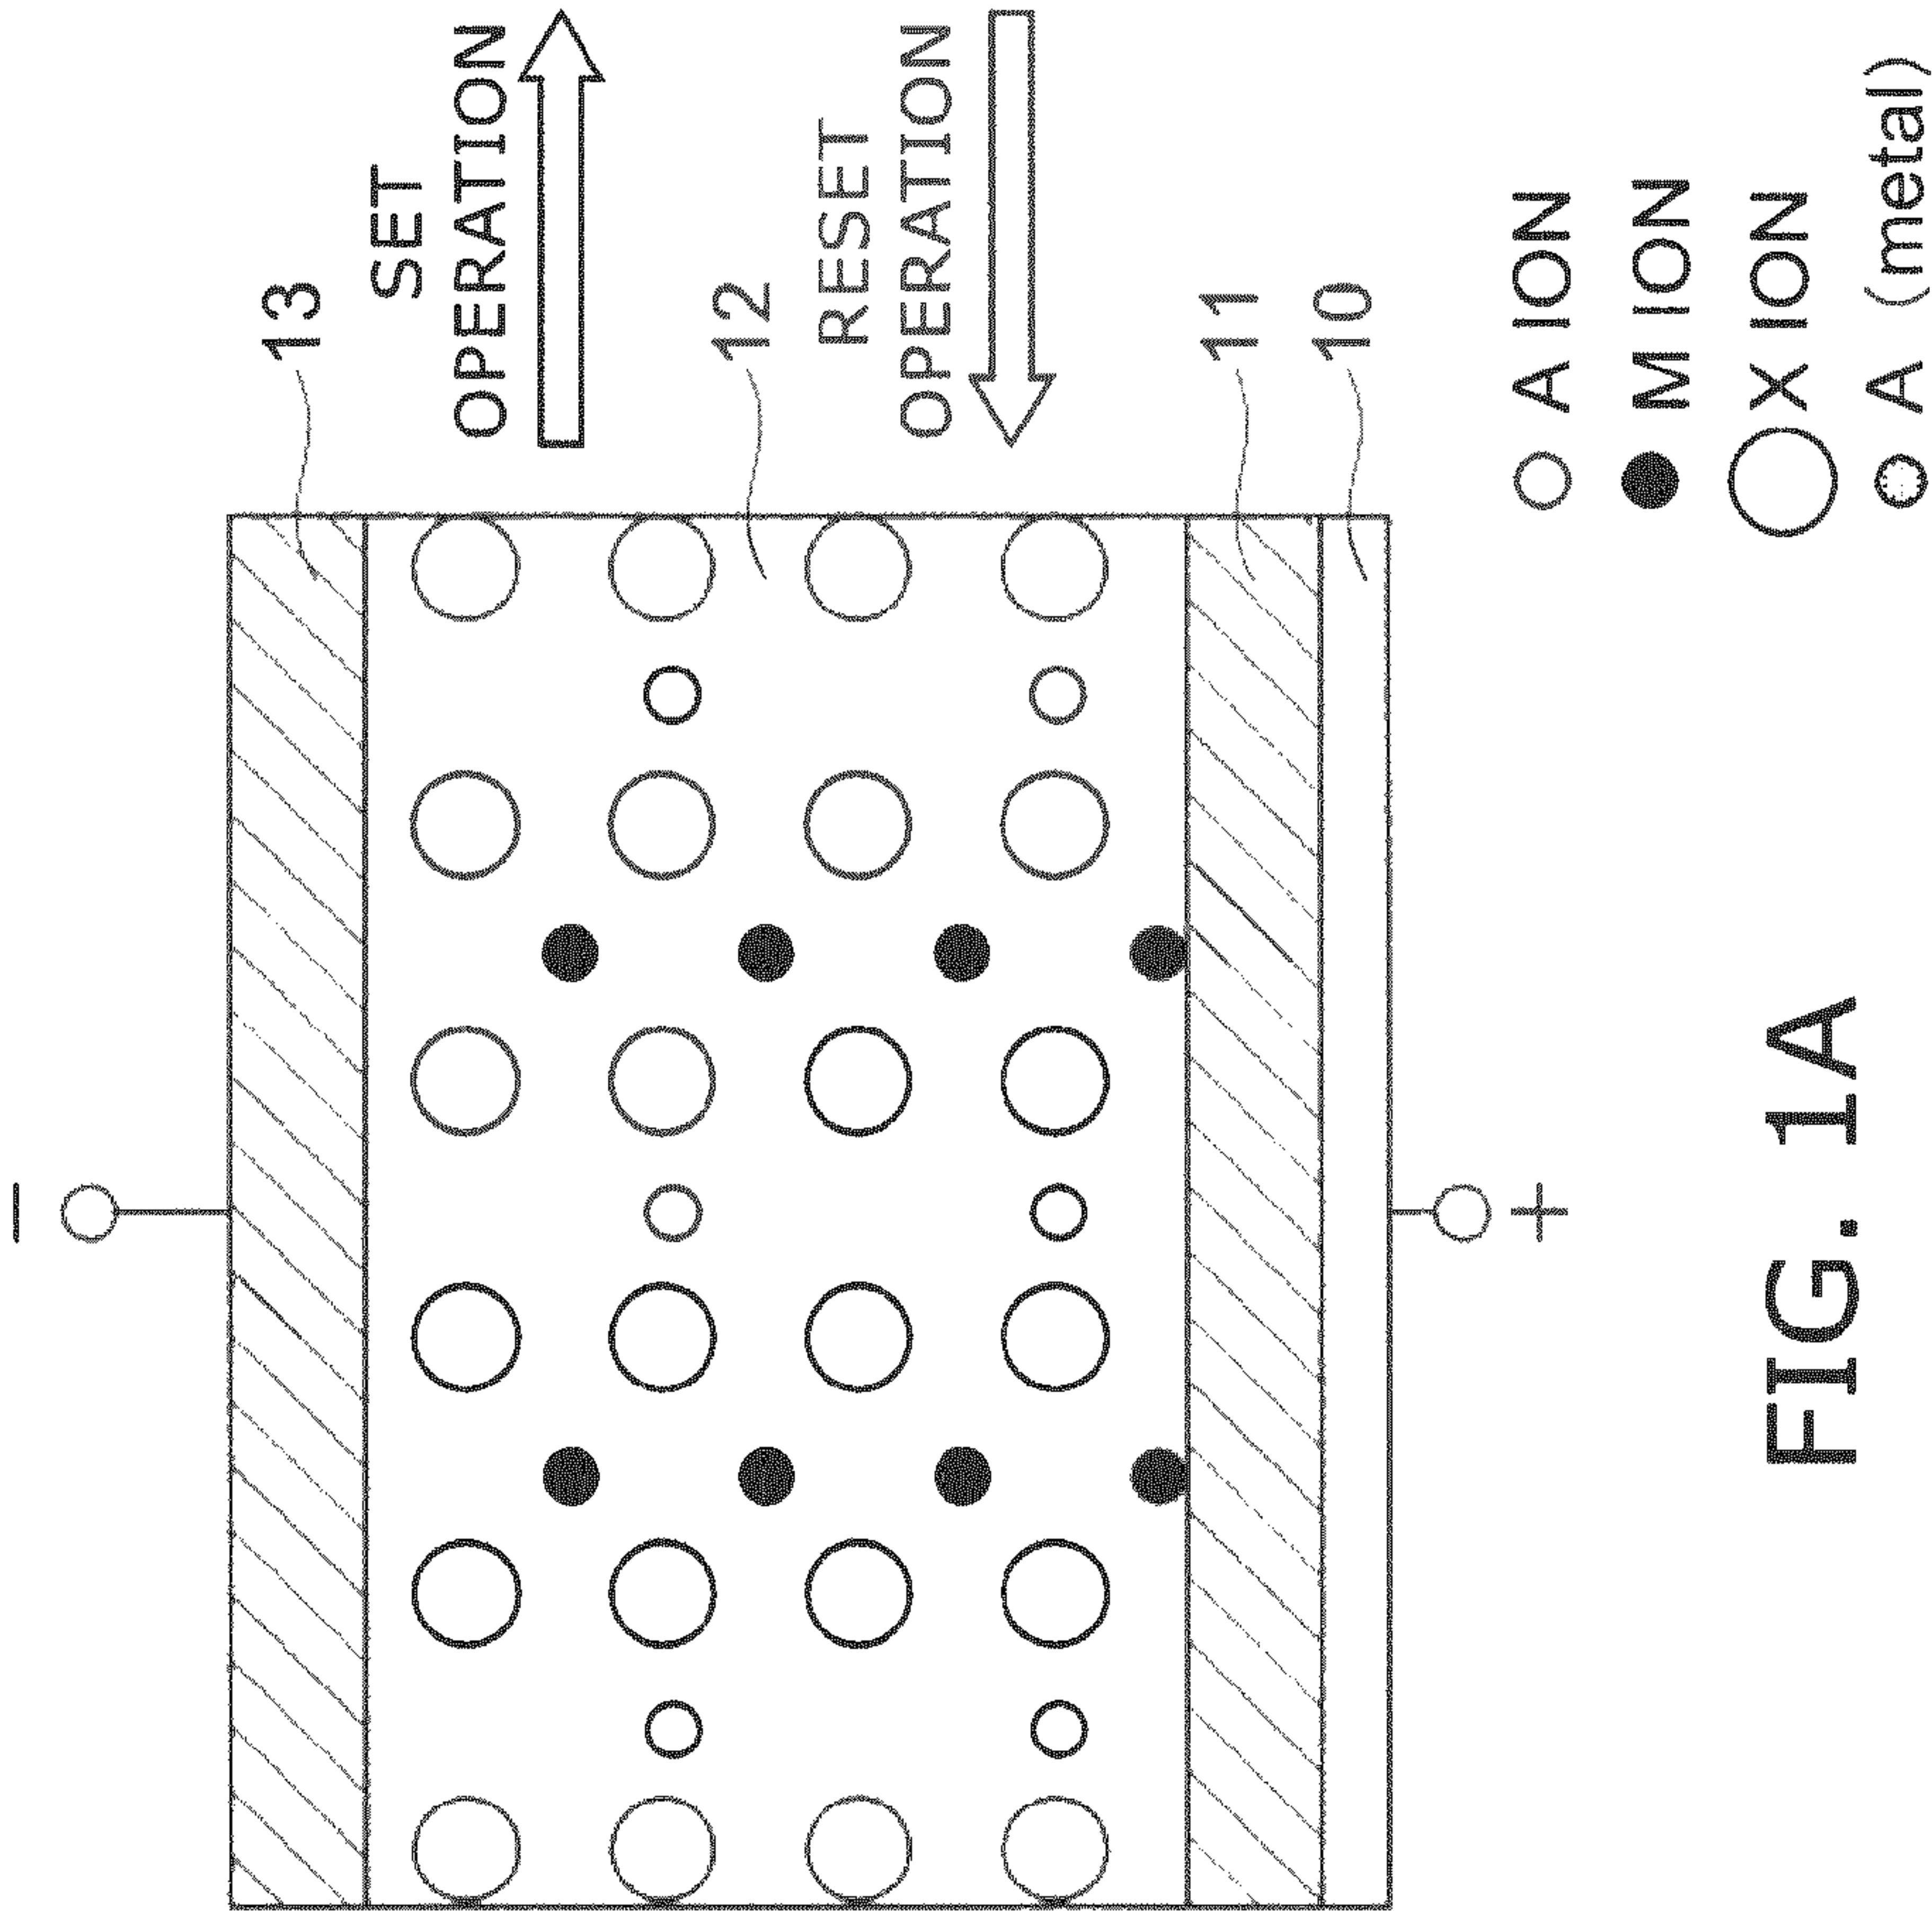 −
13
SET
OPERATION
12
RESET
OPERATION
11
10
+
A ION
M ION
X ION
A (metal)
FIG. 1A